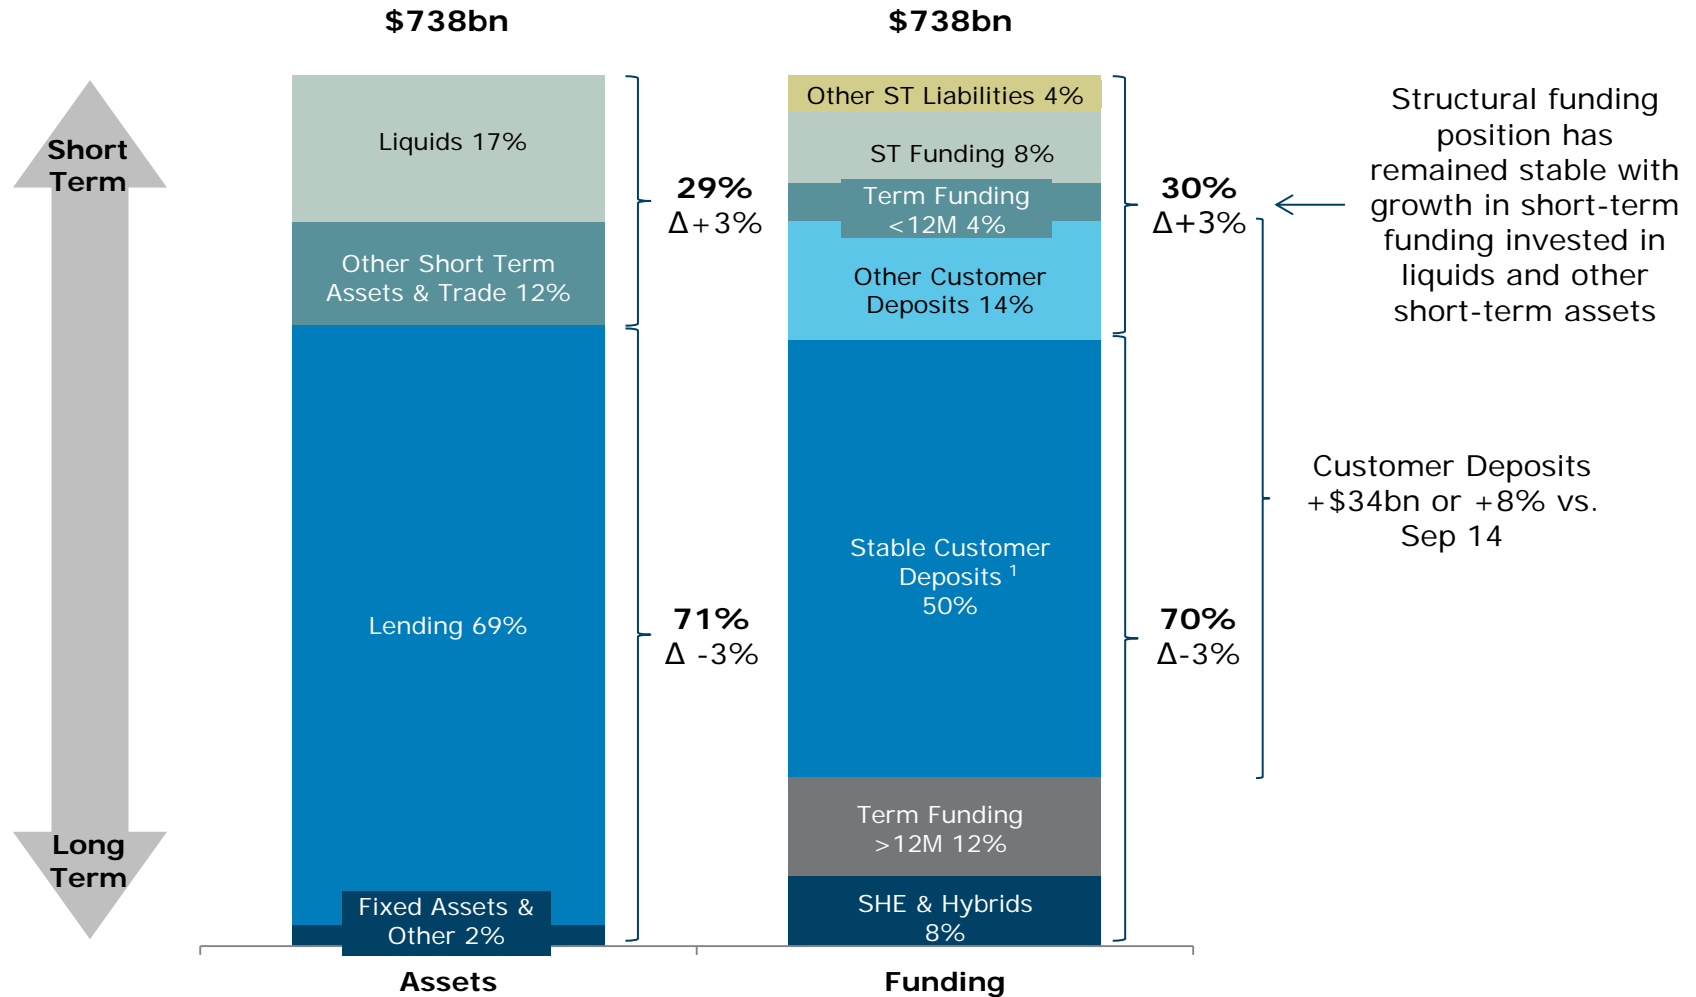 $738bn
$738bn
Short
Term
Long
Term
Liquids 17%
Other Short Term
Assets & Trade 12%
Lending 69%
Fixed Assets &
Other 2%
29%
Δ+3%
71%
Δ -3%
Other ST Liabilities 4%
ST Funding 8%
Term Funding
<12M 4%
Other Customer
Deposits 14%
Stable Customer
Deposits 1
50%
Term Funding
>12M 12%
SHE & Hybrids
8%
30%
Δ+3%
70%
Δ-3%
Structural funding
position has
remained stable with
growth in short-term
funding invested in
liquids and other
short-term assets
Customer Deposits
+$34bn or +8% vs.
Sep 14
Assets
Funding